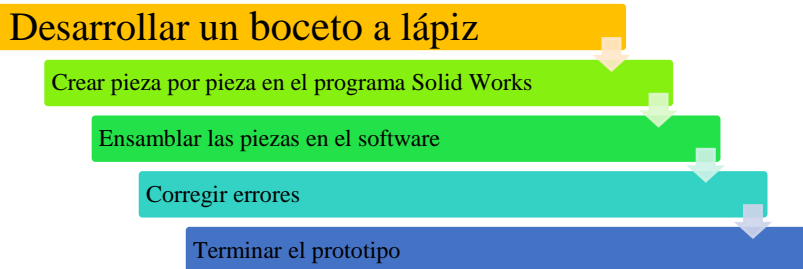 Desarrollar un boceto a lápiz
Crear pieza por pieza en el programa Solid Works
Ensamblar las piezas en el software
Corregir errores
Terminar el prototipo